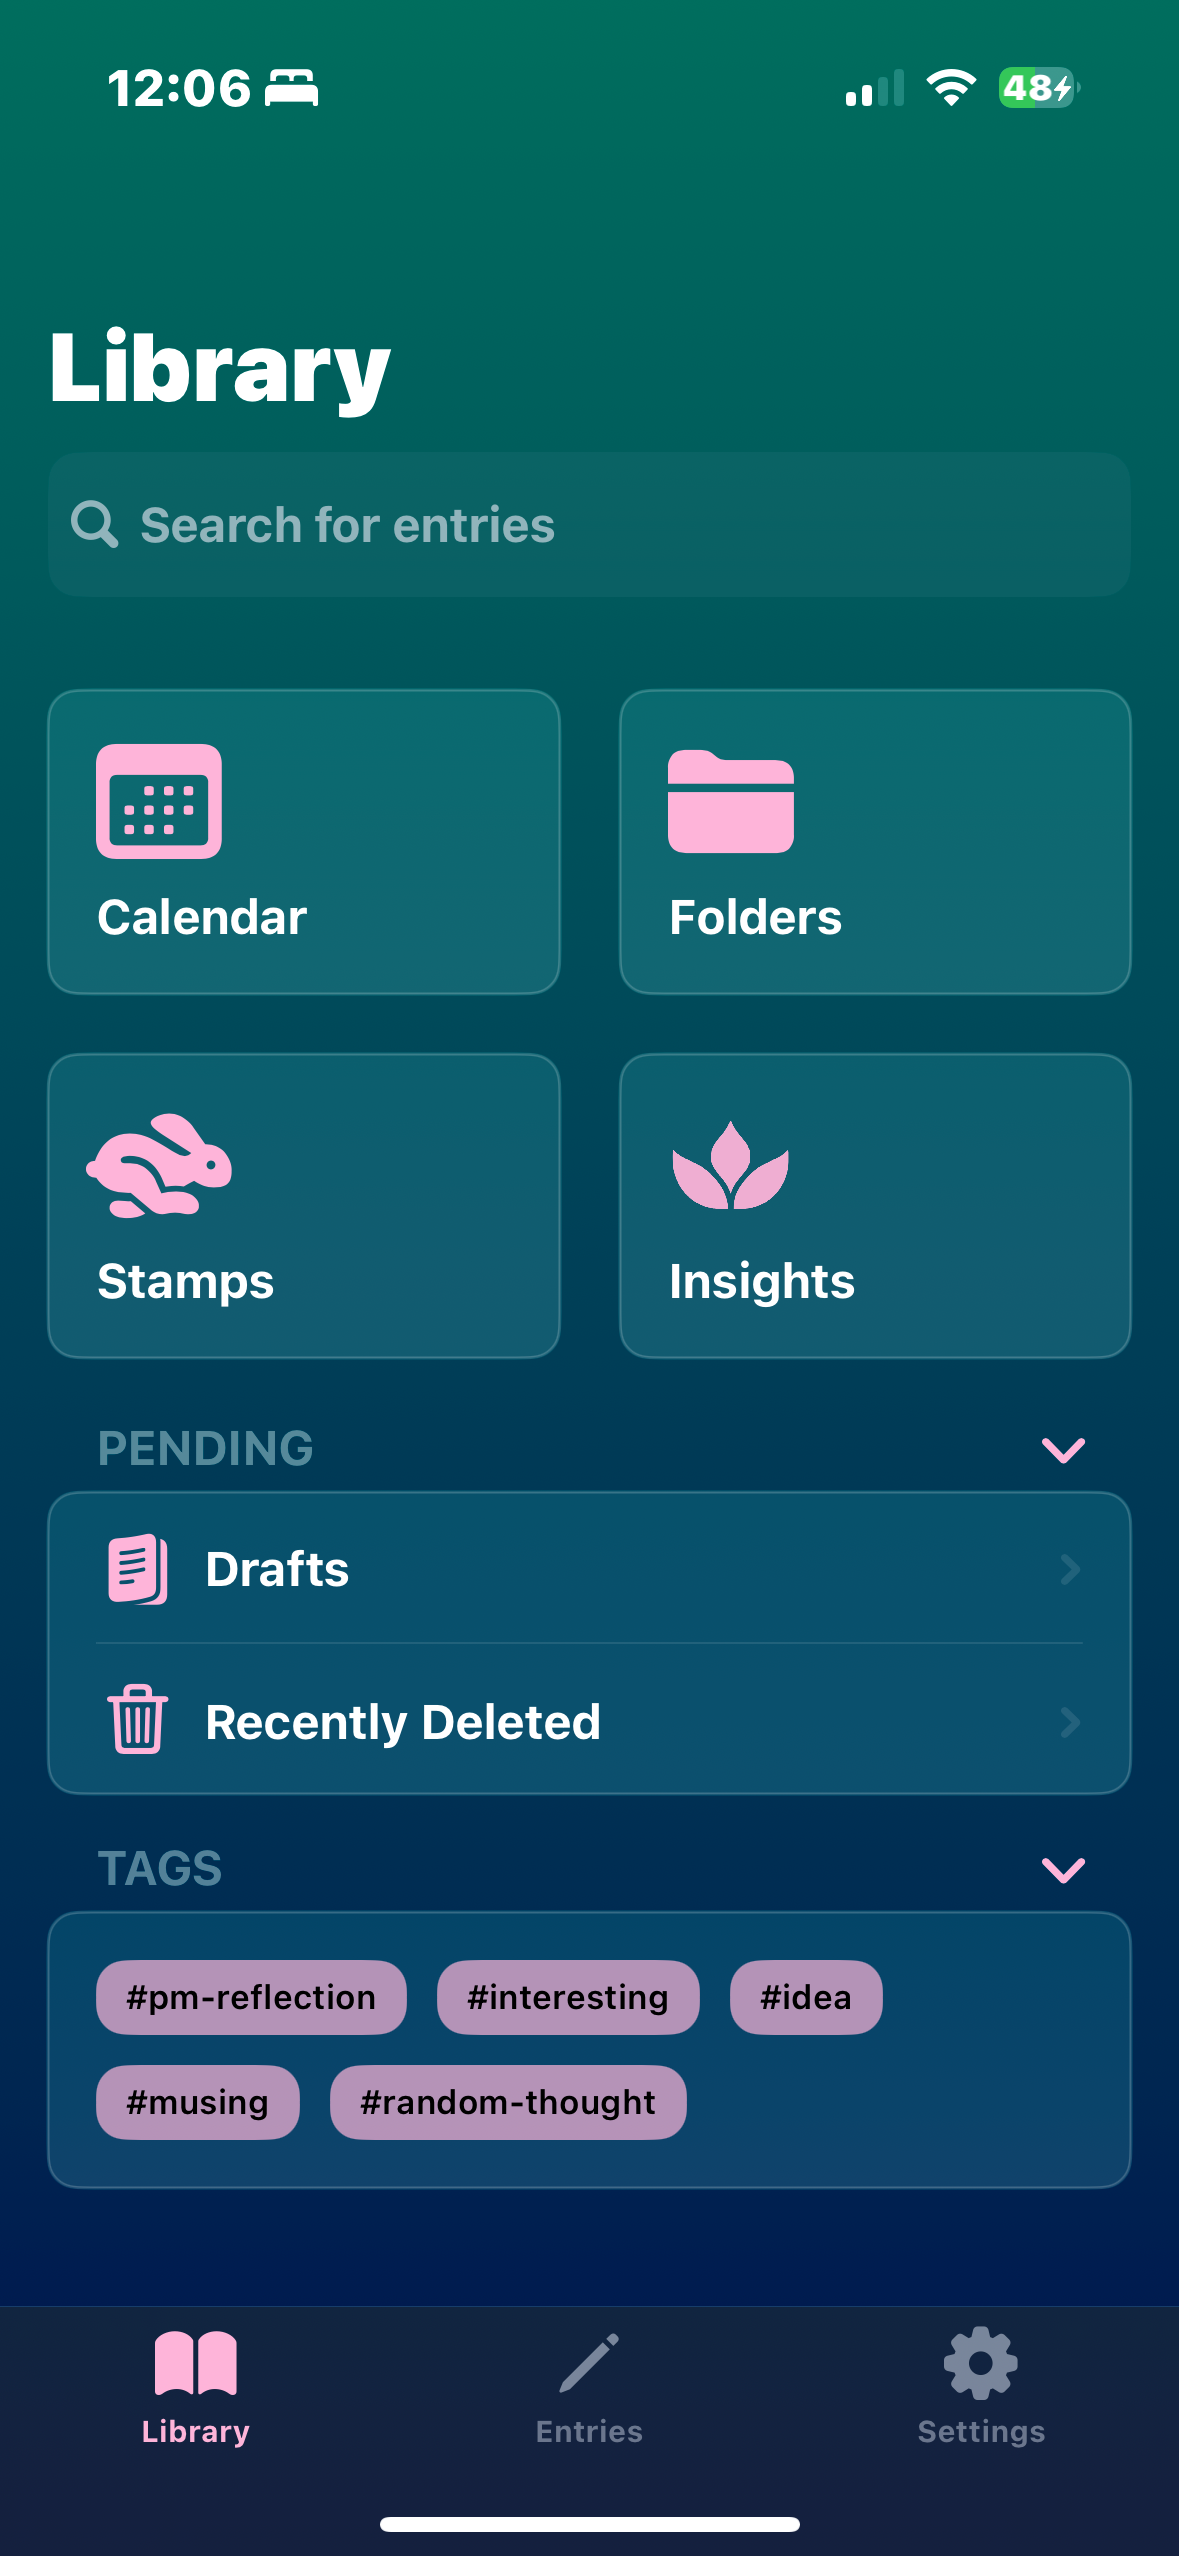 12:06
48
Library
Search for entries
Calendar
Folders
Stamps
Insights
PENDING
Drafts
Recently Deleted
TAGS
#pm-reflection #interesting #idea
#musing #random-thought
Library Entries Settings